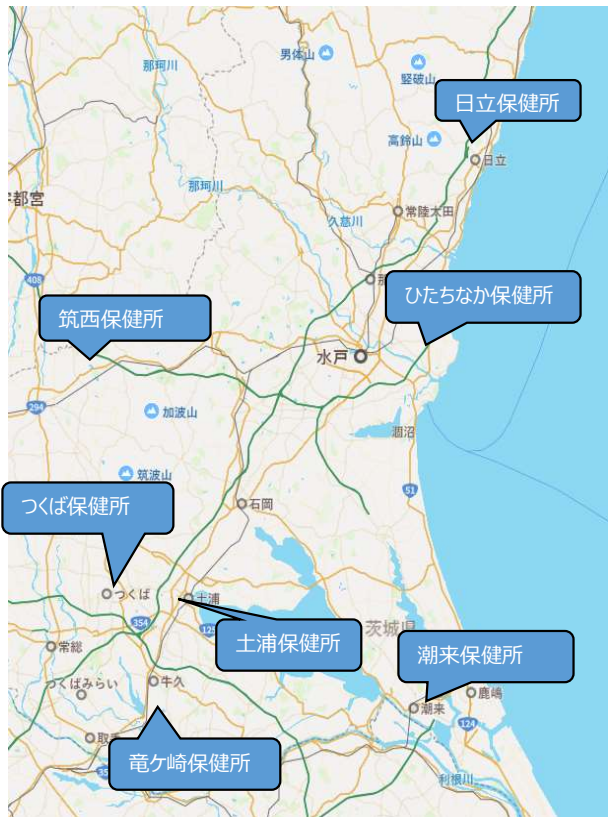 那珂川
男体山
竪破山
日立保健所
高鈴山
日立
那珂川
都宮
久慈川
常陸太田
408
ひたちなか保健所
筑西保健所
水戸
294
加波山
涸沼
筑波山
51
つくば保健所
石岡
つくば
土浦
354
125
茨城県
土浦保健所
潮来保健所
常総
牛久
つくばみらい
鹿嶋
潮来
124
取手
竜ケ崎保健所
利根川